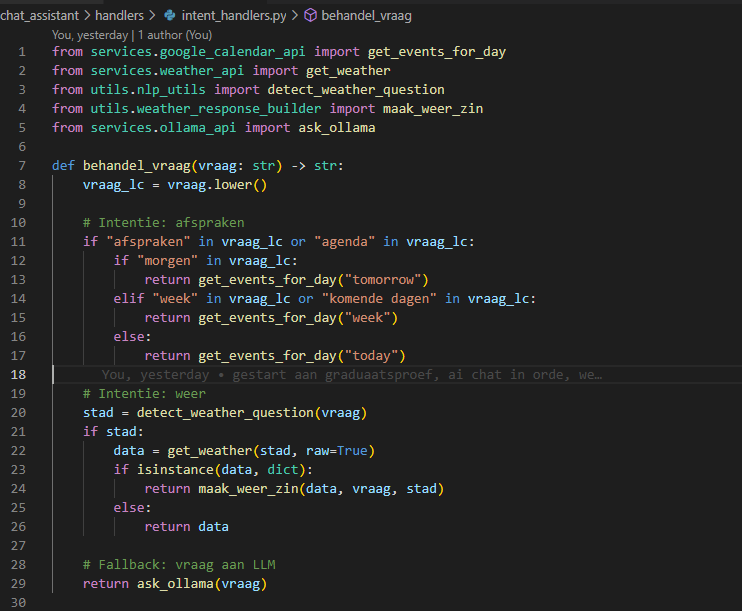 chat_assistant > handlers > intent_handlers.py > behandel_vraag
You, yesterday | 1 author (You)
1 from services.google_calendar_api import get_events_for_day
2 from services.weather_api import get_weather
3 from utils.nlp_utils import detect_weather_question
4 from utils.weather_response_builder import maak_weer_zin
5 from services.ollama_api import ask_ollama
6
7 def behandel_vraag(vraag: str) -> str:
8     vraag_lc = vraag.lower()
9
10     # Intentie: afspraken
11     if "afspraken" in vraag_lc or "agenda" in vraag_lc:
12         if "morgen" in vraag_lc:
13             return get_events_for_day("tomorrow")
14         elif "week" in vraag_lc or "komende dagen" in vraag_lc:
15             return get_events_for_day("week")
16         else:
17             return get_events_for_day("today")
18 You, yesterday • gestart aan graduaatsproef, ai chat in orde, we…
19     # Intentie: weer
20     stad = detect_weather_question(vraag)
21     if stad:
22         data = get_weather(stad, raw=True)
23         if isinstance(data, dict):
24             return maak_weer_zin(data, vraag, stad)
25         else:
26             return data
27
28     # Fallback: vraag aan LLM
29     return ask_ollama(vraag)
30